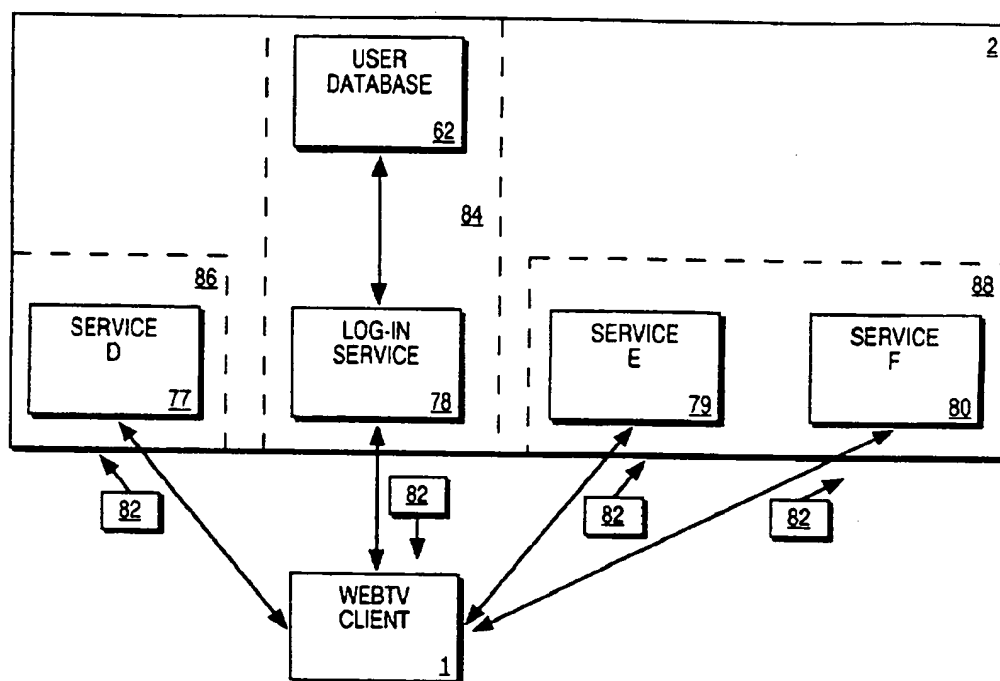 2
USER
DATABASE
62
84
86
88
SERVICE
D
77
LOG-IN
SERVICE
78
SERVICE
E
79
SERVICE
F
80
82
82
82
82
WEBTV
CLIENT
1